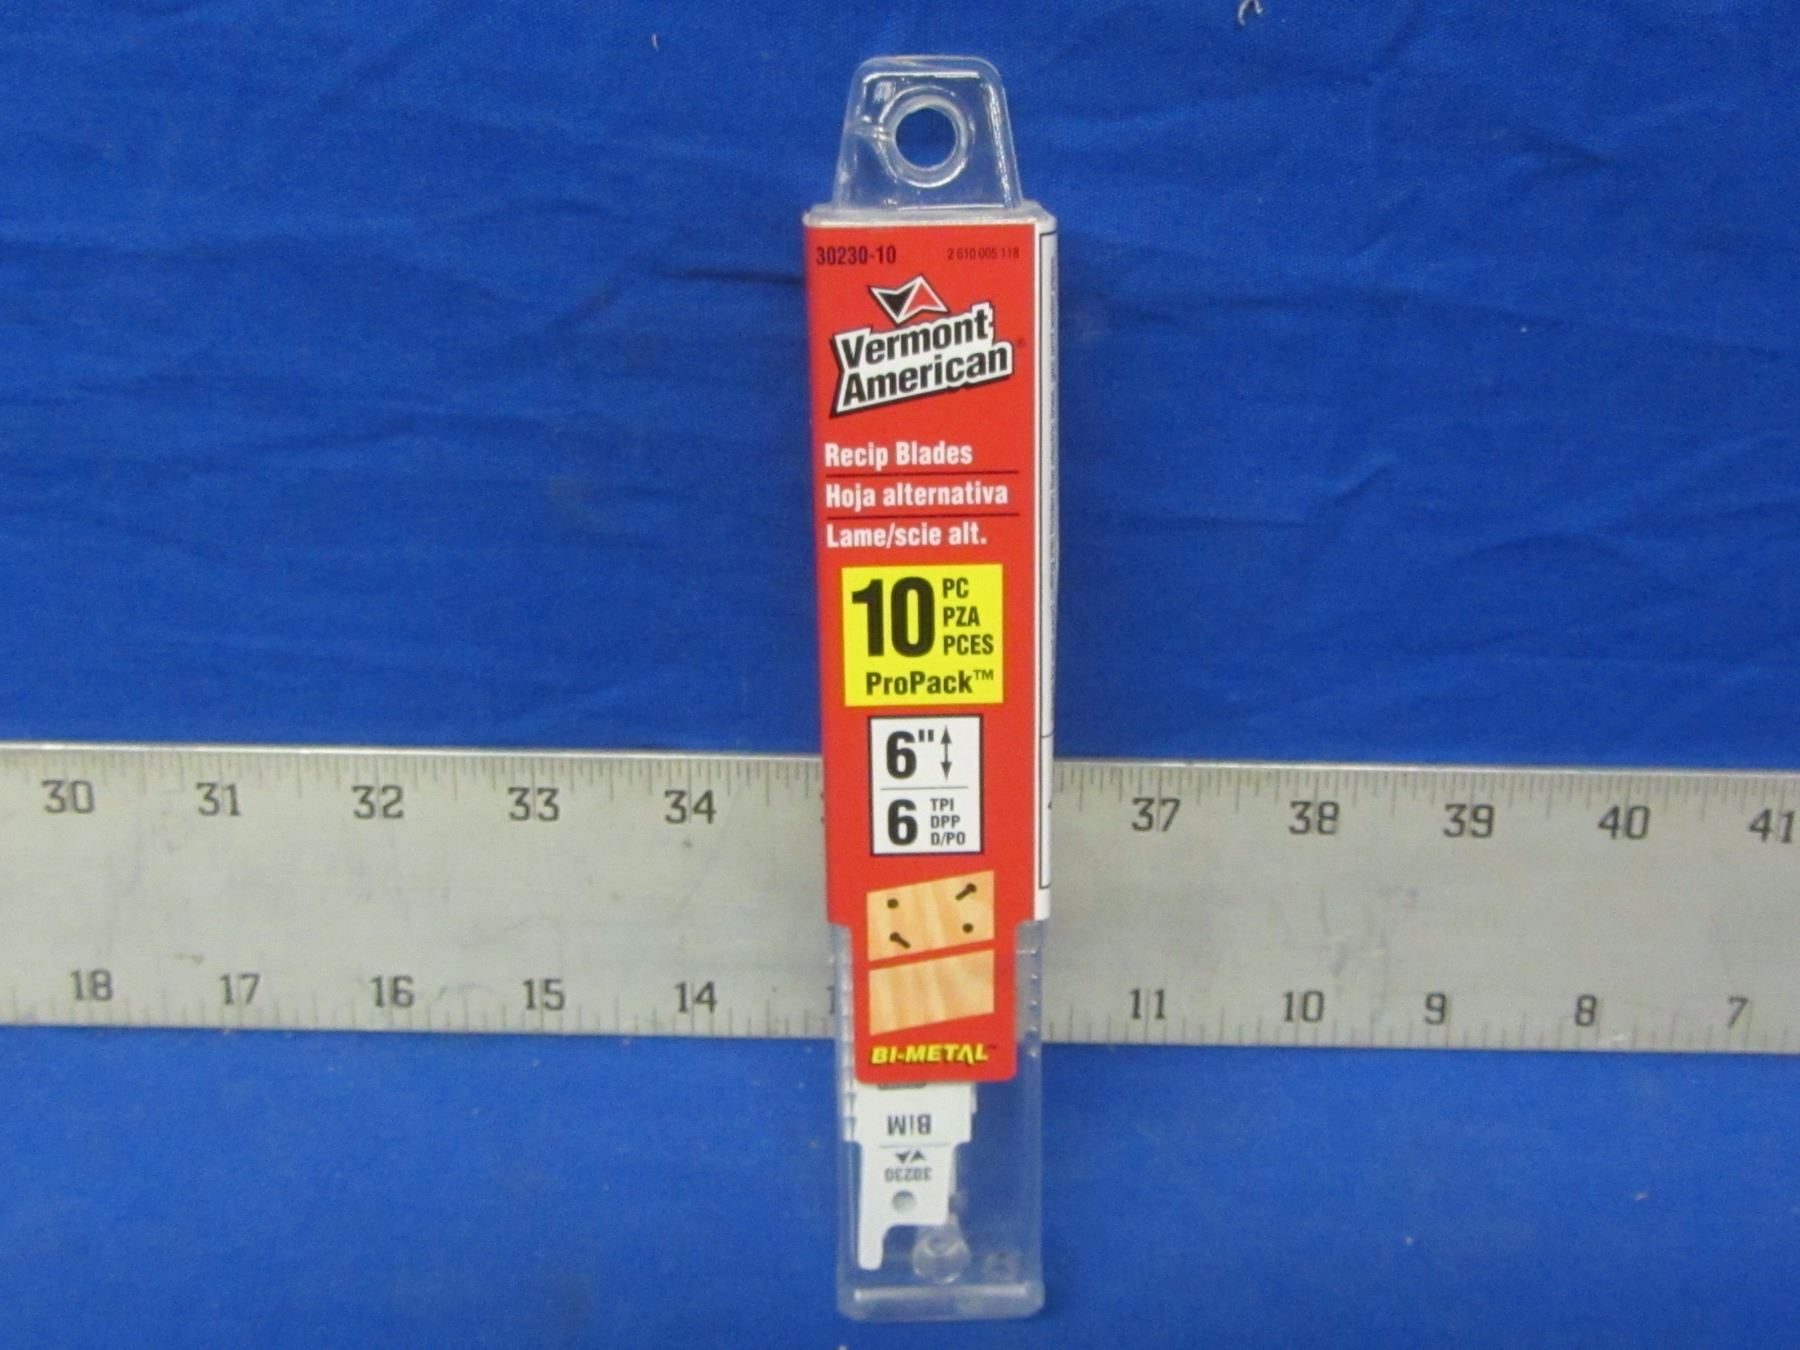 30230-10
2 610 005 118
Vermont
American®
Recip Blades
Hoja alternativa
Lame/scie alt.
10 PC
PZA
PCES
ProPack™
6"
6 TPI
DPP
D/PO
30 31 32 33 34 37 38 39 40 41
18 17 16 15 14 11 10 9 8 7
BI-METAL™
BiM
30230